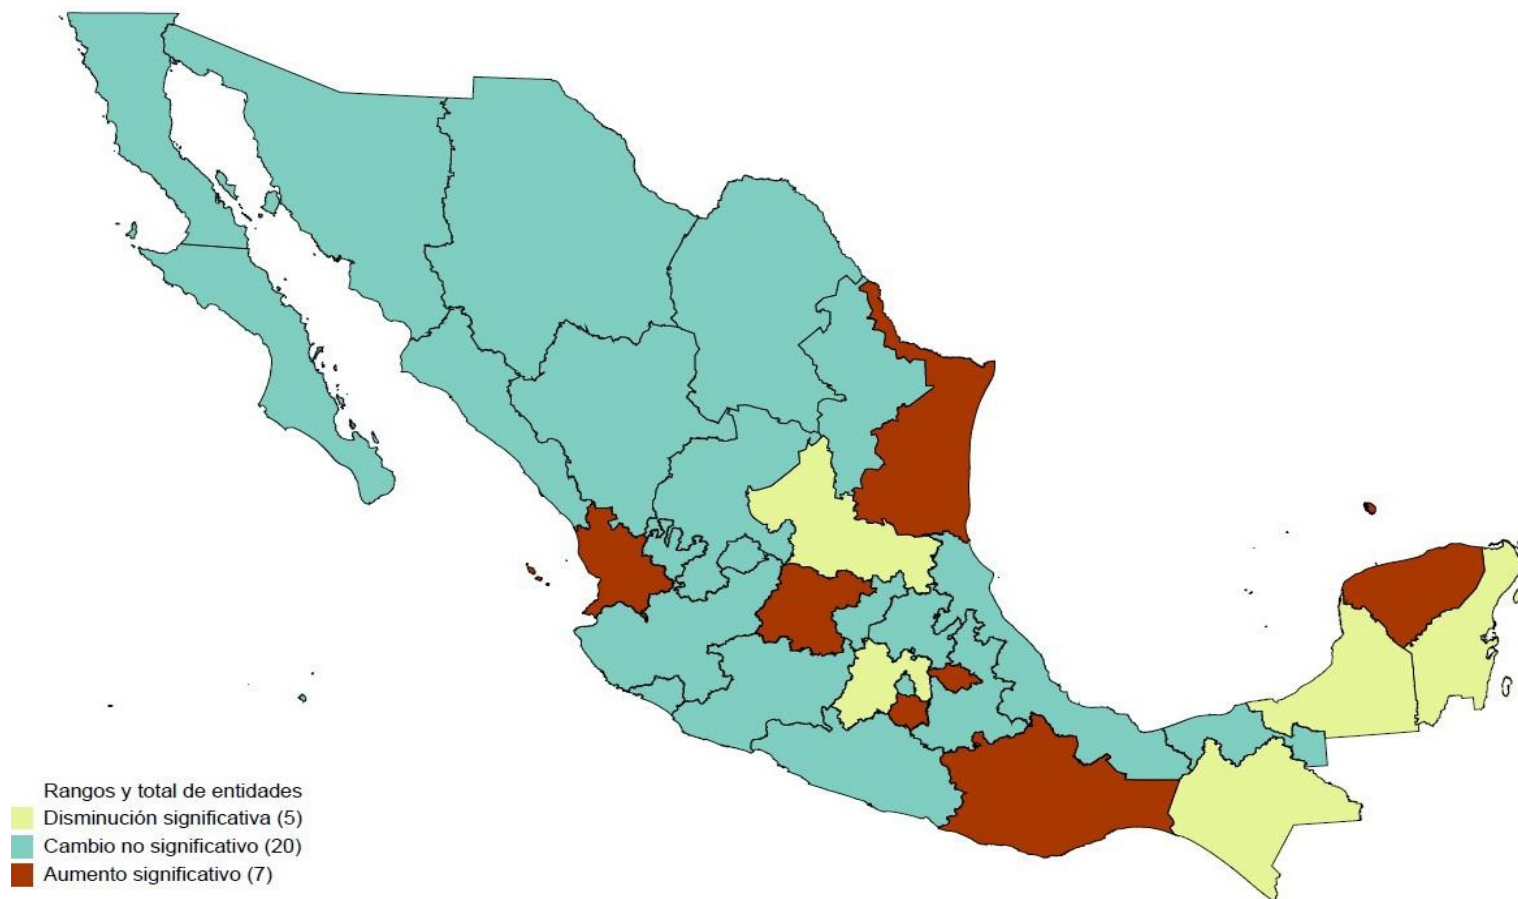 Rangos y total de entidades
Disminución significativa (5)
Cambio no significativo (20)
Aumento significativo (7)